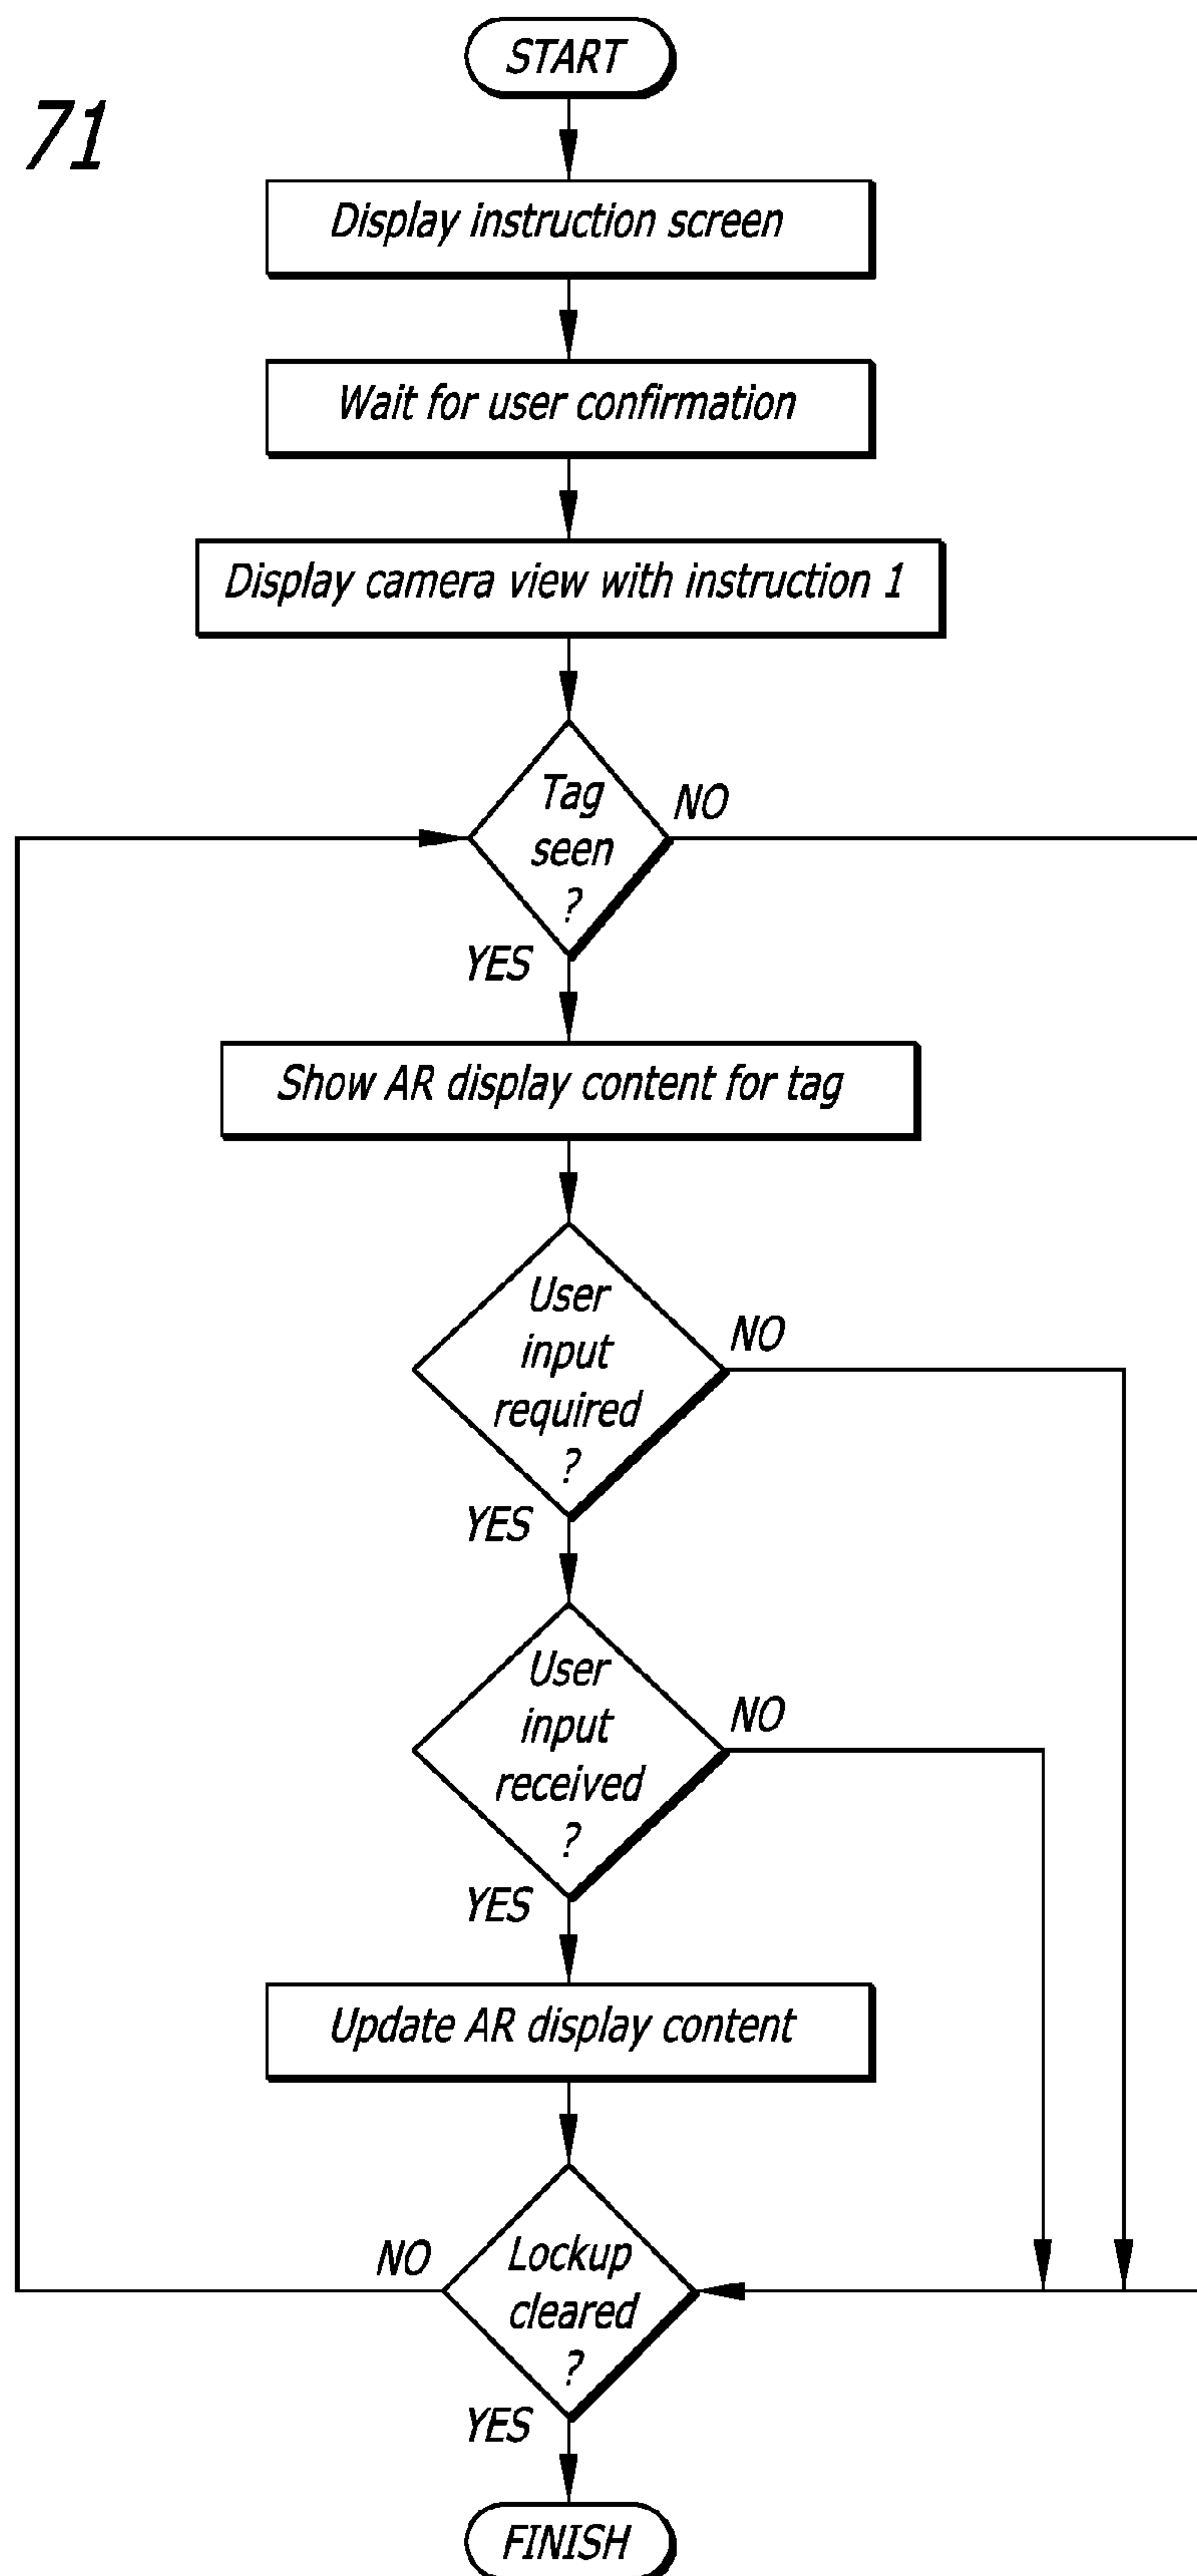 START
71
Display instruction screen
Wait for user confirmation
Display camera view with instruction 1
Tag
seen
?
NO
YES
Show AR display content for tag
User
input
required
?
NO
YES
User
input
received
?
NO
YES
Update AR display content
NO
Lockup
cleared
?
YES
FINISH